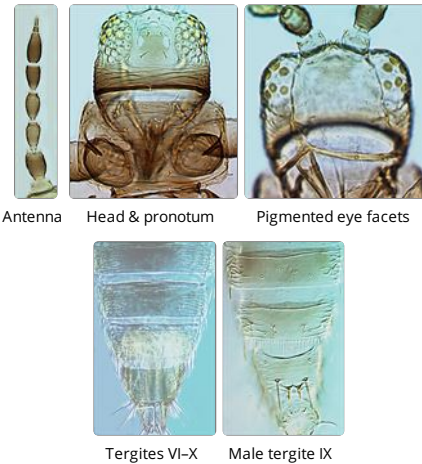 Antenna
Head & pronotum
Pigmented eye facets
Tergites VI–X
Male tergite IX